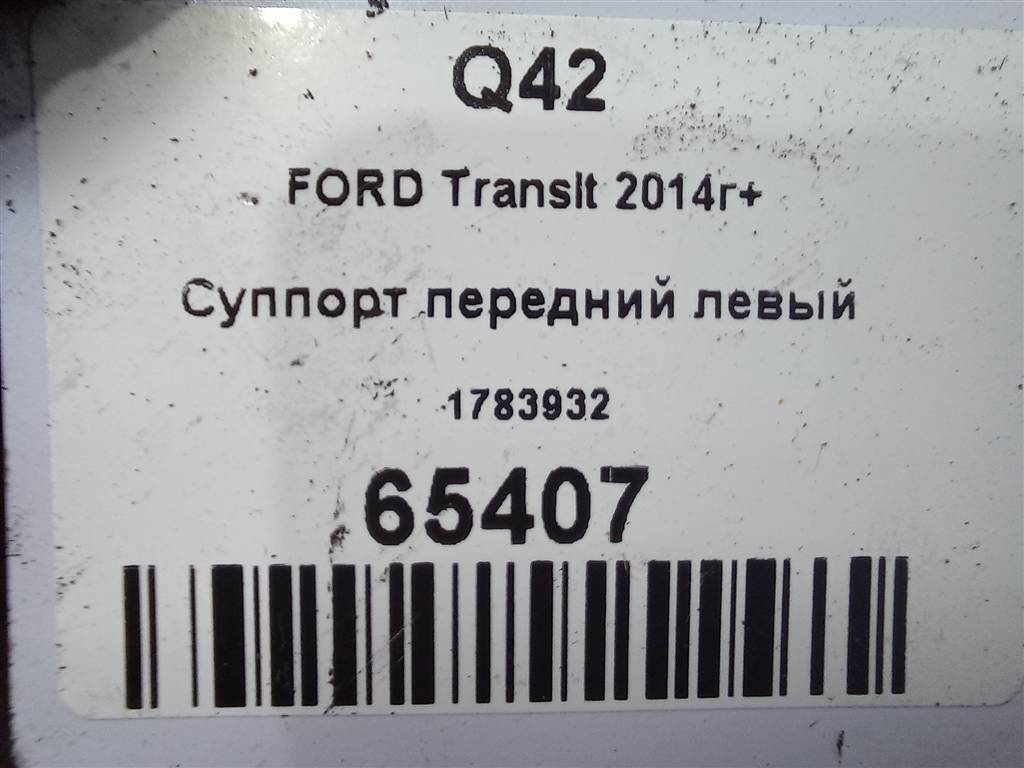 Q42
FORD Transit 2014г+
Суппорт передний левый
1783932
65407